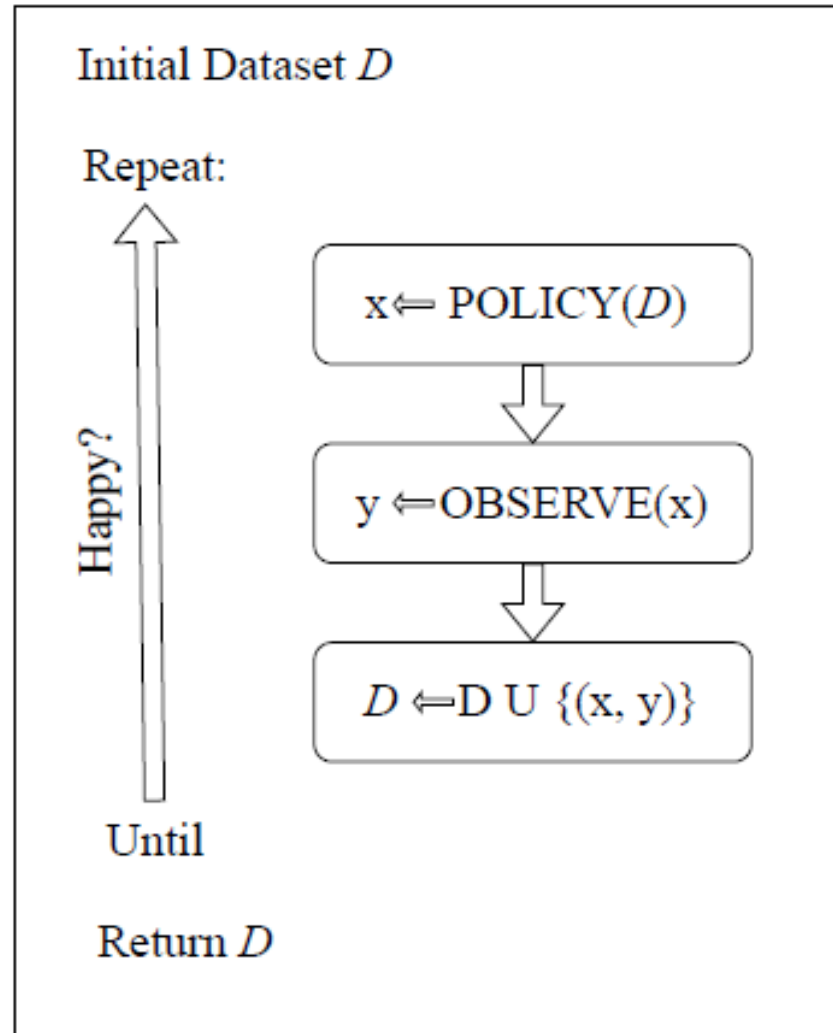 Initial Dataset D
Repeat:
x⇐ POLICY(D)
Happy?
y ⇐OBSERVE(x)
D ⇐D U {(x, y)}
Until
Return D